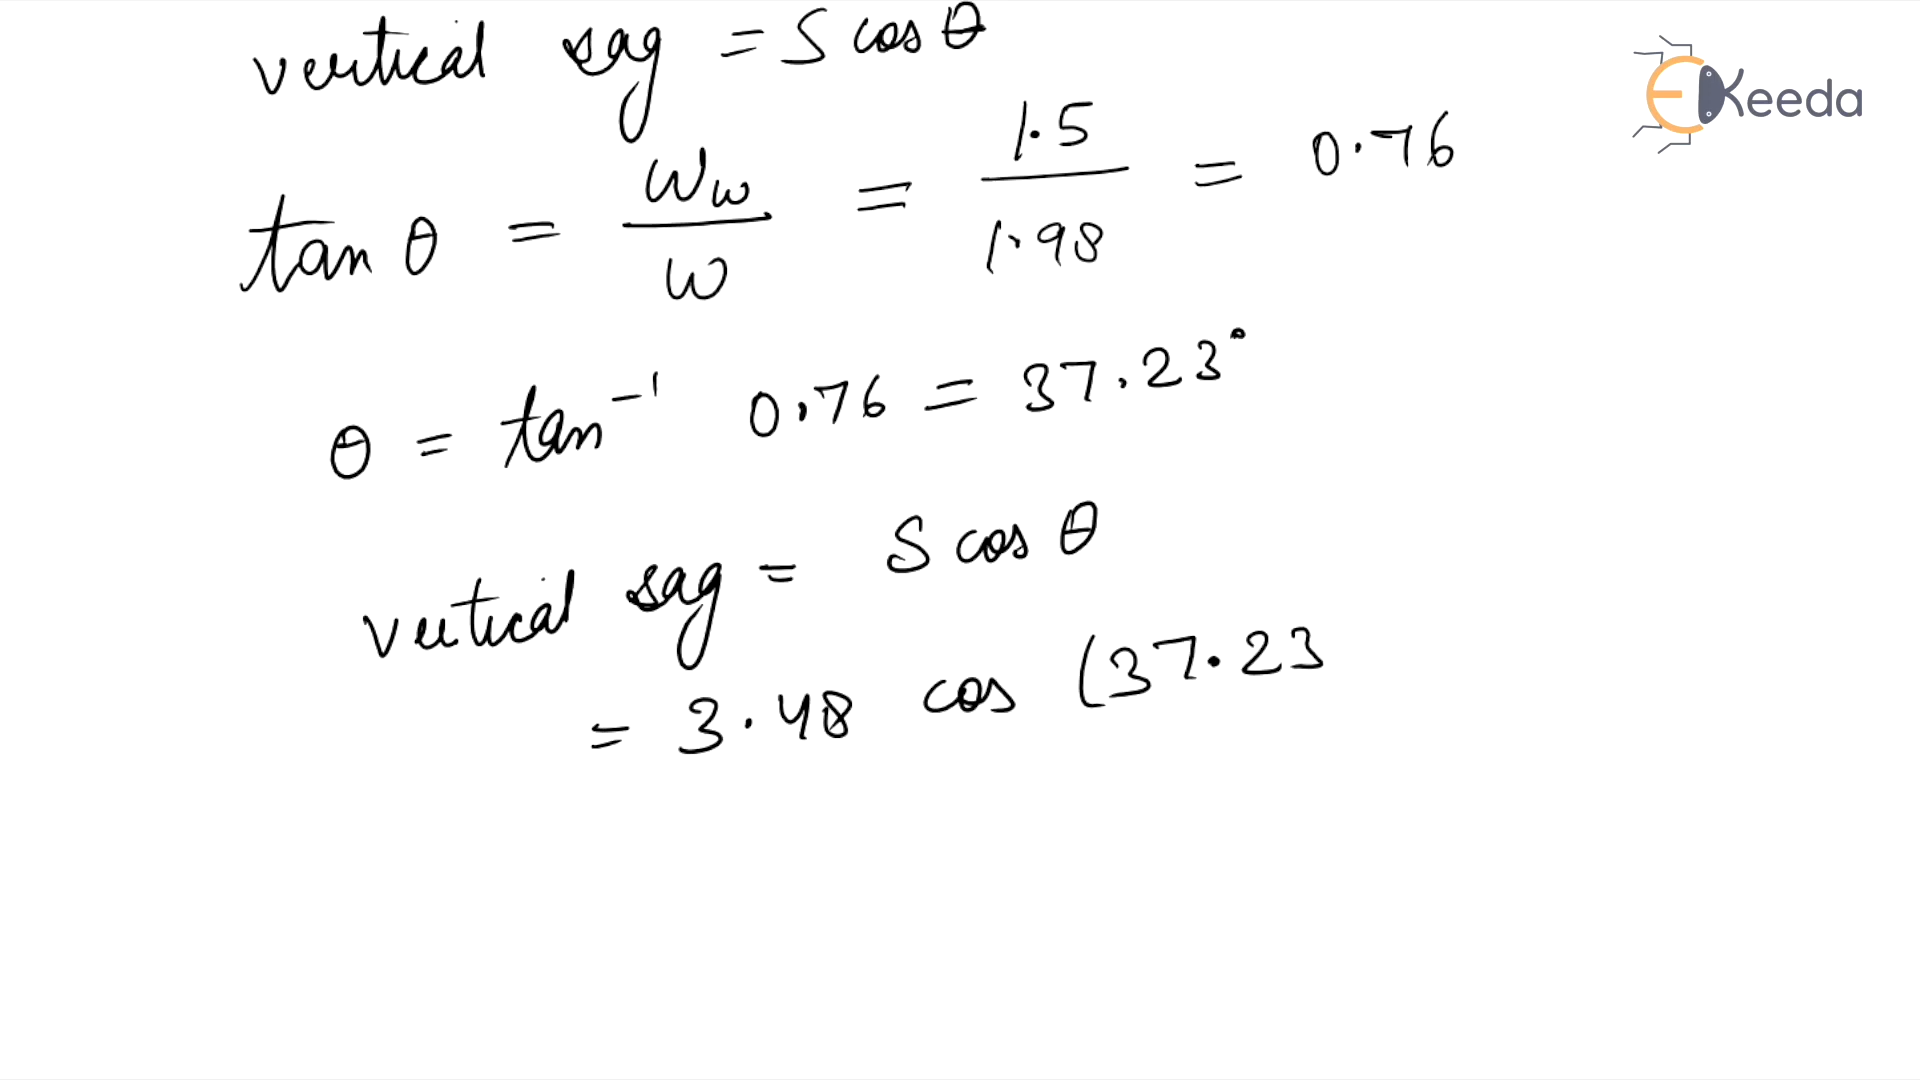 vertical sag = S cos θ
EKeeda
tan θ = Ww / w = 1.5 / 1.98 = 0.76
θ = tan⁻¹ 0.76 = 37.23°
vertical sag = S cos θ
= 3.48 cos (37.23